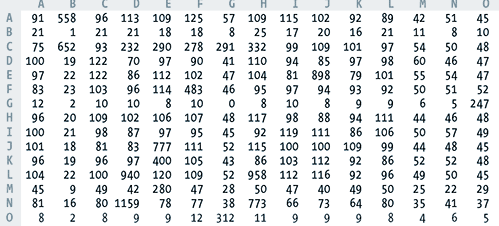 A B C D E F G H I J K L M N O
A 91 558 96 113 109 125 57 109 115 102 92 89 42 51 45
B 21 1 21 21 18 18 8 25 17 20 16 21 11 8 10
C 75 652 93 232 290 278 291 332 99 109 101 97 54 50 48
D 100 19 122 70 97 90 41 110 94 85 97 98 60 46 47
E 97 22 122 86 112 102 47 104 81 898 79 101 55 54 47
F 83 23 103 96 114 483 46 95 97 94 93 92 50 51 52
G 12 2 10 10 8 10 0 8 10 8 9 9 6 5 247
H 96 20 109 102 106 107 48 117 98 88 94 111 44 46 48
I 100 21 98 87 97 95 45 92 119 111 86 106 50 57 49
J 101 18 81 83 777 111 52 115 100 100 109 99 44 48 45
K 96 19 96 97 400 105 43 86 103 112 92 86 52 52 48
L 104 22 100 940 120 109 52 958 112 116 92 96 49 50 45
M 45 9 49 42 280 47 28 50 47 40 49 50 25 22 29
N 81 16 80 1159 78 77 38 773 66 73 64 80 35 41 37
O 8 2 8 9 9 12 312 11 9 9 9 8 4 6 5